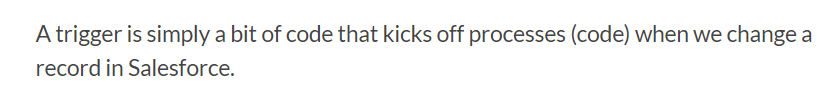 A trigger is simply a bit of code that kicks off processes (code) when we change a
record in Salesforce.